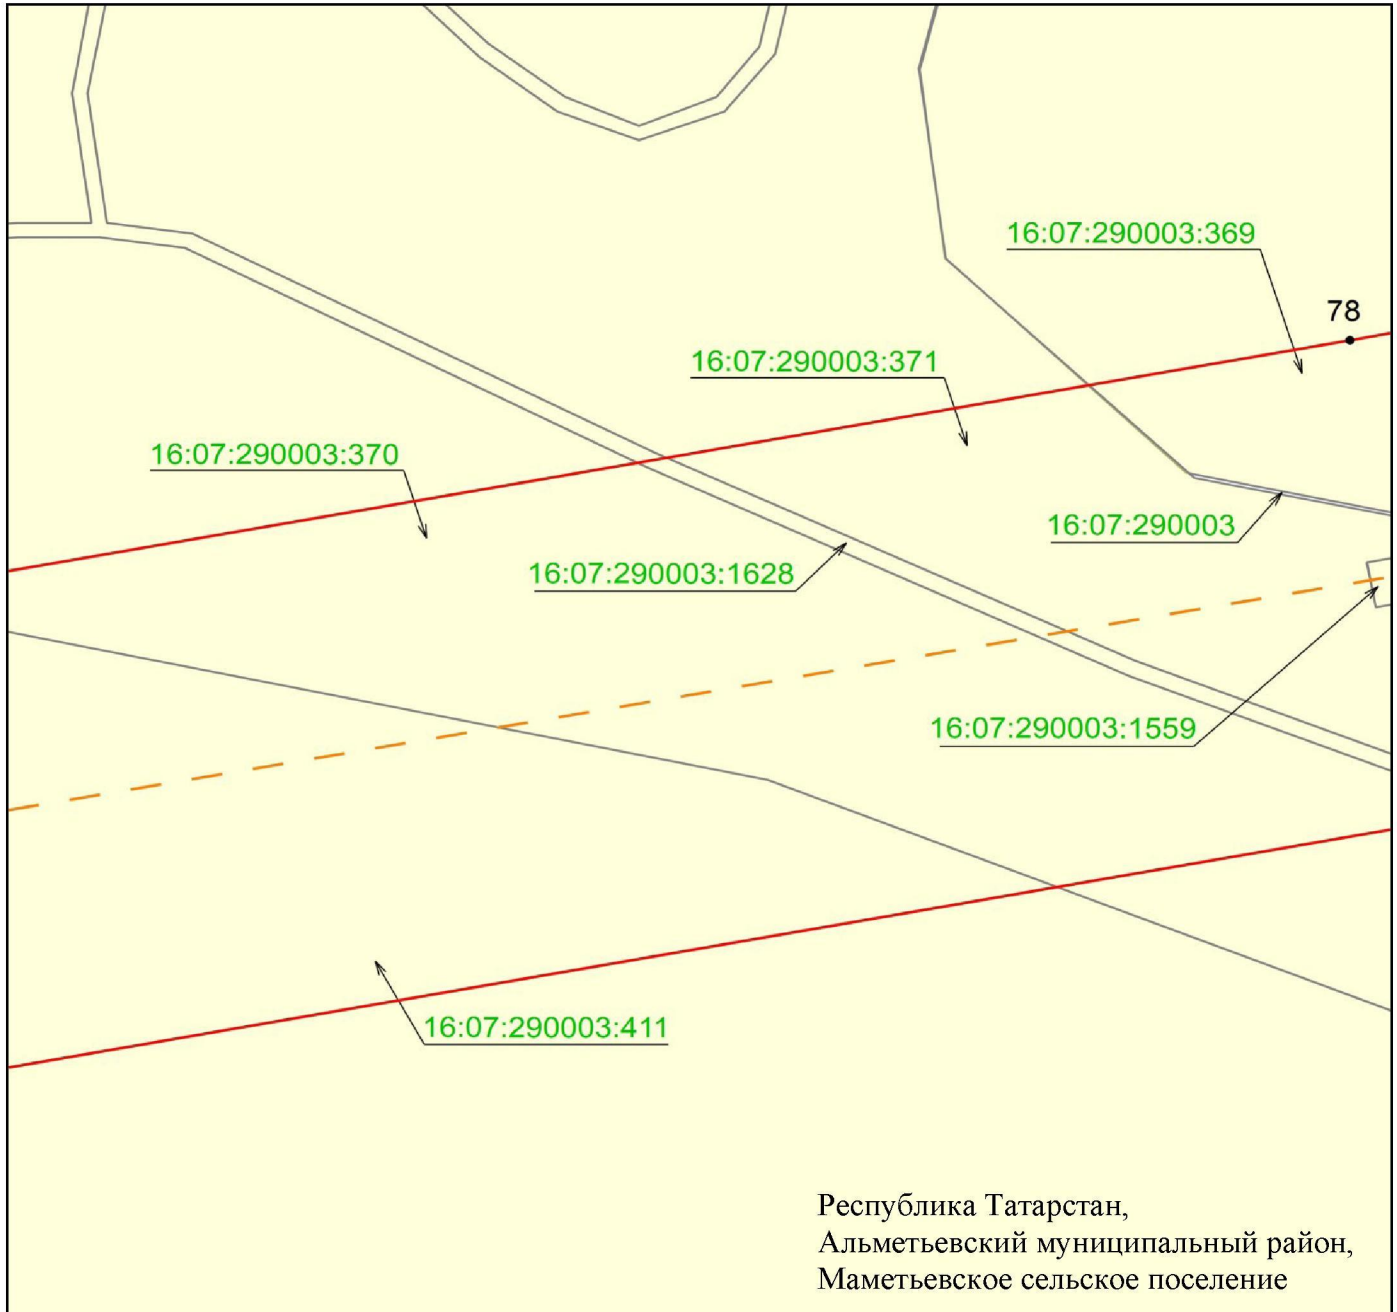 16:07:290003:369
78
16:07:290003:371
16:07:290003:370
16:07:290003
16:07:290003:1628
16:07:290003:1559
16:07:290003:411
Республика Татарстан,
Альметьевский муниципальный район,
Маметьевское сельское поселение